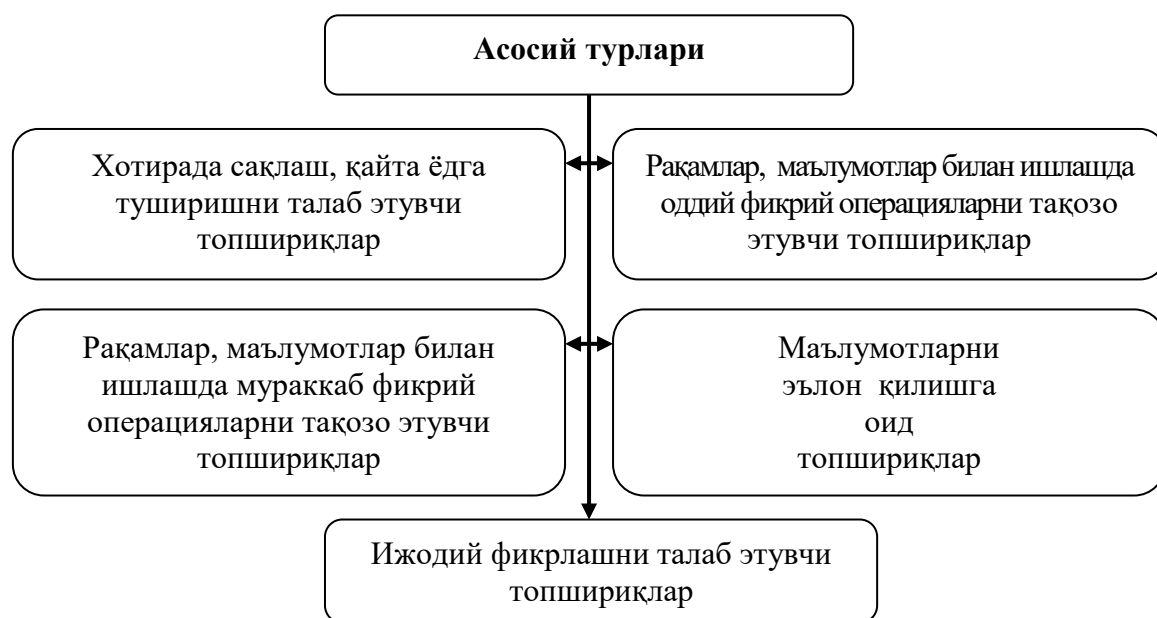 Асосий турлари
Хотирада сақлаш, қайта ёдга
туширишни талаб этувчи
топшириқлар
Рақамлар, маълумотлар билан ишлашда
оддий фикрий операцияларни тақозо
этувчи топшириқлар
Рақамлар, маълумотлар билан
ишлашда мураккаб фикрий
операцияларни тақозо этувчи
топшириқлар
Маълумотларни
эълон қилишга
оид
топшириқлар
Ижодий фикрлашни талаб этувчи
топшириқлар